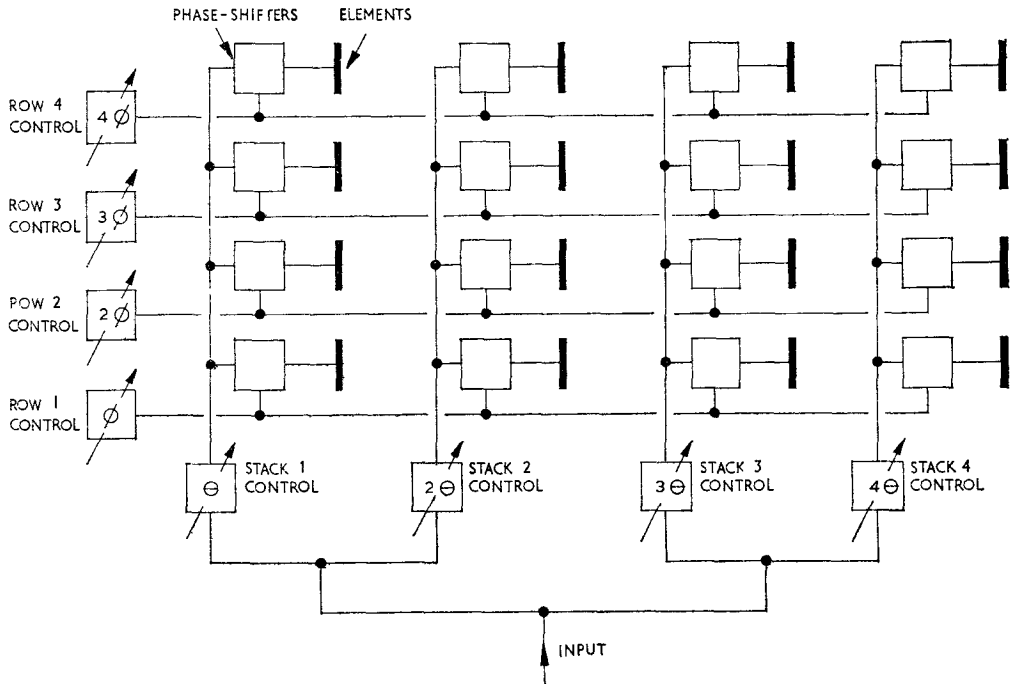 PHASE-SHIFTERS
ELEMENTS
ROW 4
CONTROL
4 ∅
ROW 3
CONTROL
3 ∅
POW 2
CONTROL
2 ∅
ROW 1
CONTROL
∅
STACK 1
CONTROL
θ
STACK 2
CONTROL
2 θ
STACK 3
CONTROL
3 θ
STACK 4
CONTROL
4 θ
INPUT